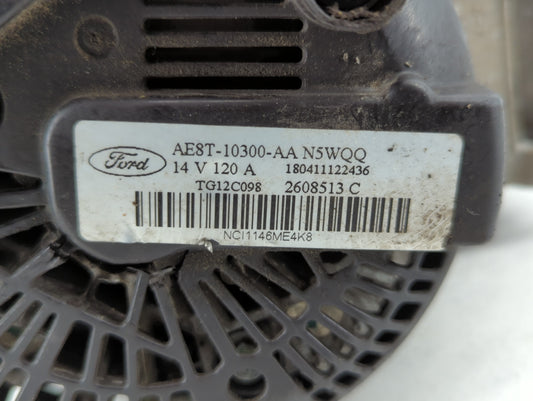 Ford
AE8T-10300-AA N5WQQ
14 V 120 A 180411122436
TG12C098 2608513 C
NCI1146ME4K8